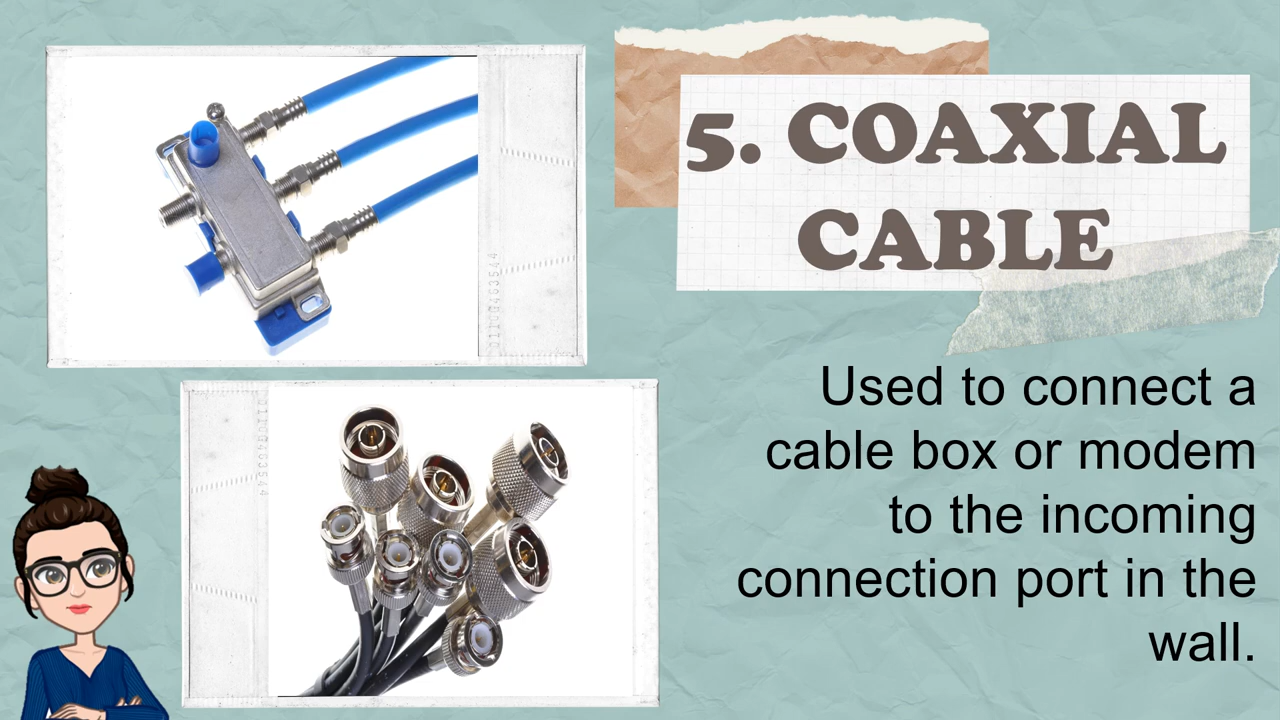 5. COAXIAL
CABLE
Used to connect a
cable box or modem
to the incoming
connection port in the
wall.